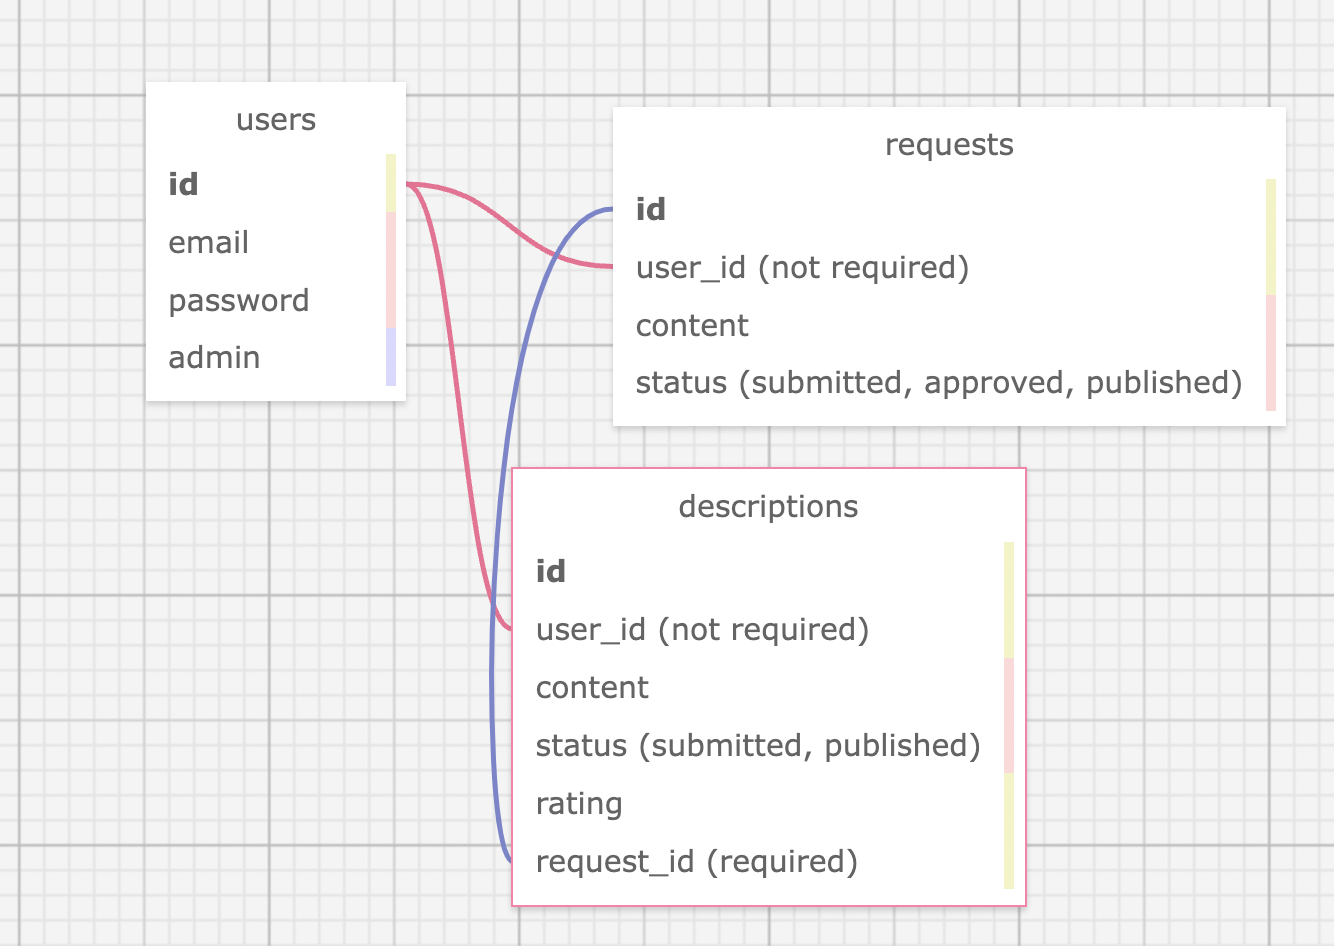 users
id
email
password
admin
requests
id
user_id (not required)
content
status (submitted, approved, published)
descriptions
id
user_id (not required)
content
status (submitted, published)
rating
request_id (required)